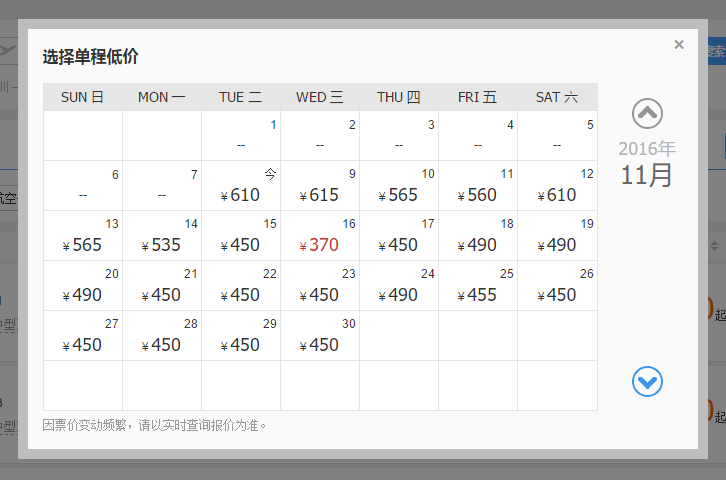 选择单程低价
×
SUN 日 MON 一 TUE 二 WED 三 THU 四 FRI 五 SAT 六
1 2 3 4 5
-- -- -- -- --
6 7 今 9 10 11 12
-- -- ¥610 ¥615 ¥565 ¥560 ¥610
13 14 15 16 17 18 19
¥565 ¥535 ¥450 ¥370 ¥450 ¥490 ¥490
20 21 22 23 24 25 26
¥490 ¥450 ¥450 ¥450 ¥490 ¥455 ¥450
27 28 29 30
¥450 ¥450 ¥450 ¥450
2016年
11月
因票价变动频繁，请以实时查询报价为准。
搜索
航空
中型
起
中型
起